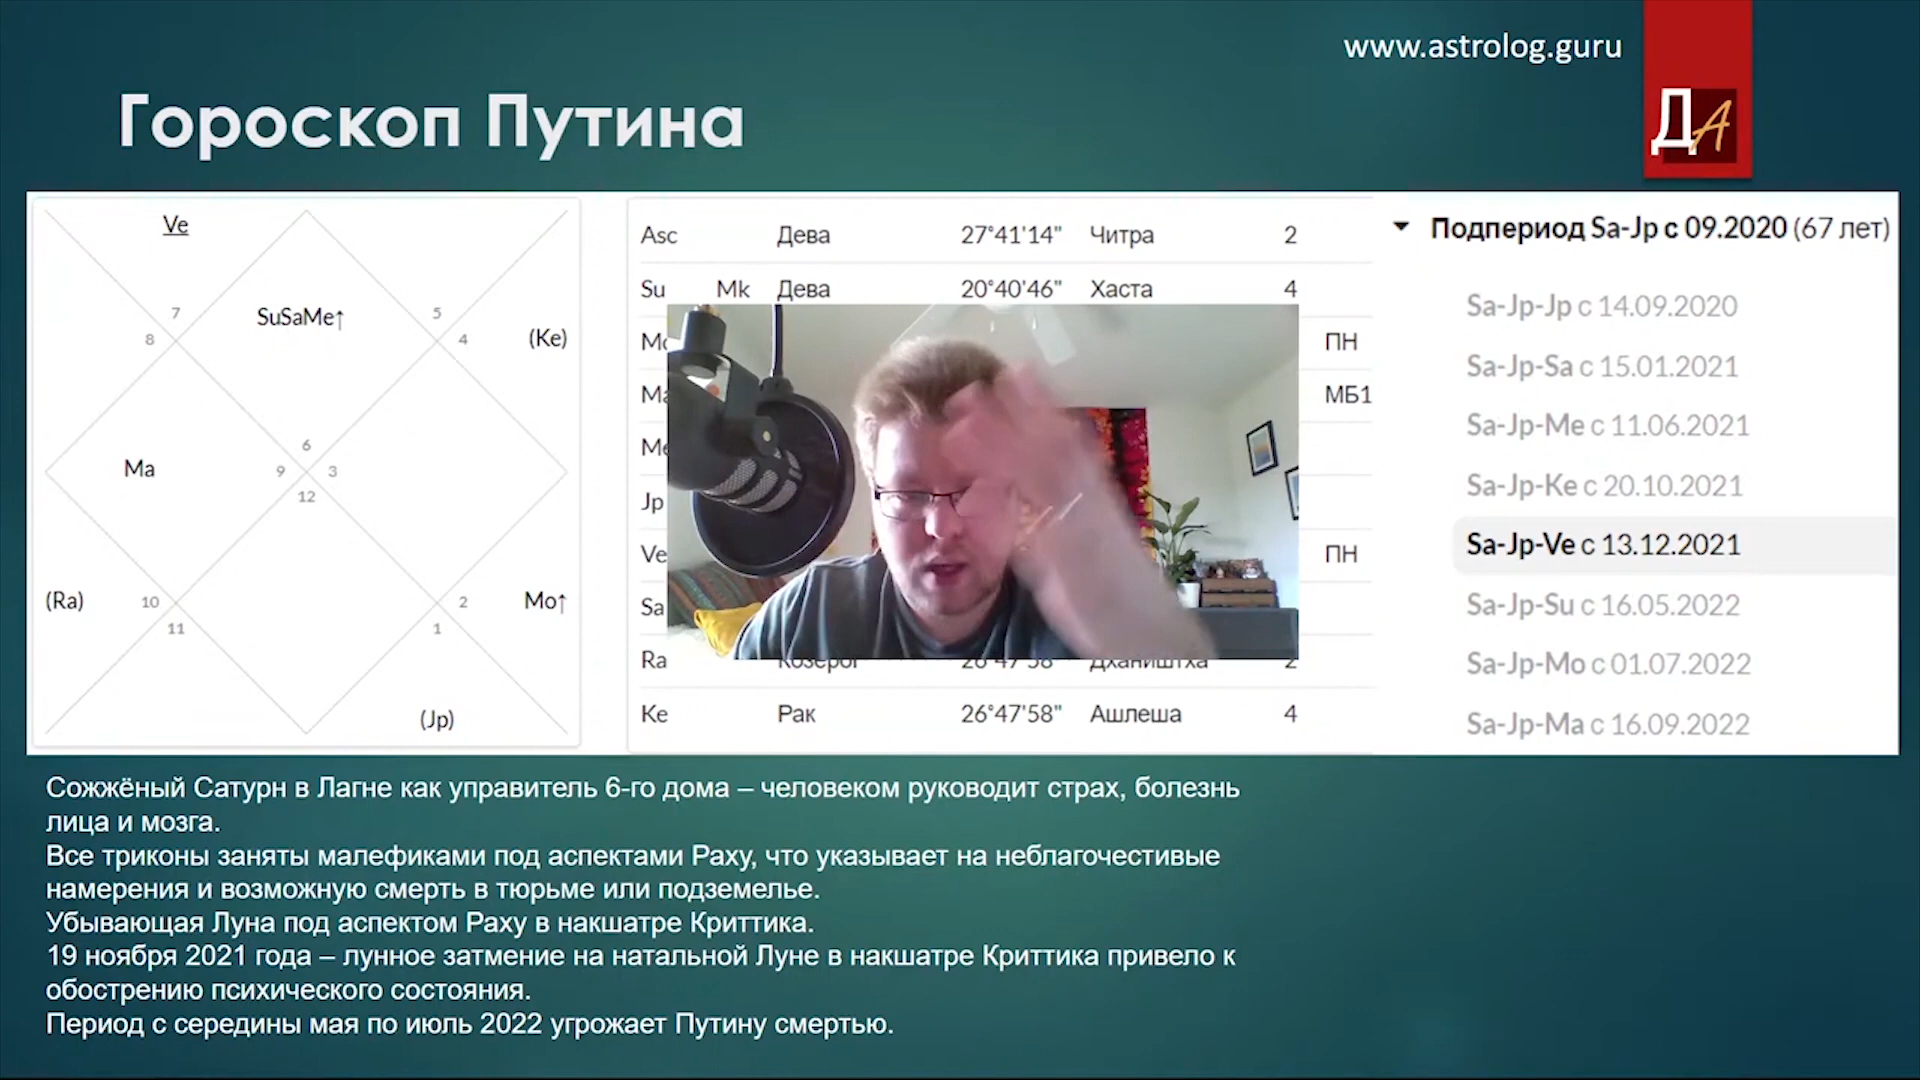 www.astrolog.guru
ДА
Гороскоп Путина
Ve
7
SuSaMe↑
5
8
4
(Ke)
6
Ma
9
3
12
(Ra)
10
2
Mo↑
11
1
(Jp)
Asc Дева 27°41'14" Читра 2
Su Mk Дева 20°40'46" Хаста 4
ПН
МБ1
Me
Jp
Ve ПН
Sa
Ra Козерог 26°47'58" Дхаништха 2
Ke Рак 26°47'58" Ашлеша 4
Подпериод Sa-Jp с 09.2020 (67 лет)
Sa-Jp-Jp с 14.09.2020
Sa-Jp-Sa с 15.01.2021
Sa-Jp-Me с 11.06.2021
Sa-Jp-Ke с 20.10.2021
Sa-Jp-Ve с 13.12.2021
Sa-Jp-Su с 16.05.2022
Sa-Jp-Mo с 01.07.2022
Sa-Jp-Ma с 16.09.2022
Сожжёный Сатурн в Лагне как управитель 6-го дома – человеком руководит страх, болезнь
лица и мозга.
Все триконы заняты малефиками под аспектами Раху, что указывает на неблагочестивые
намерения и возможную смерть в тюрьме или подземелье.
Убывающая Луна под аспектом Раху в накшатре Криттика.
19 ноября 2021 года – лунное затмение на натальной Луне в накшатре Криттика привело к
обострению психического состояния.
Период с середины мая по июль 2022 угрожает Путину смертью.